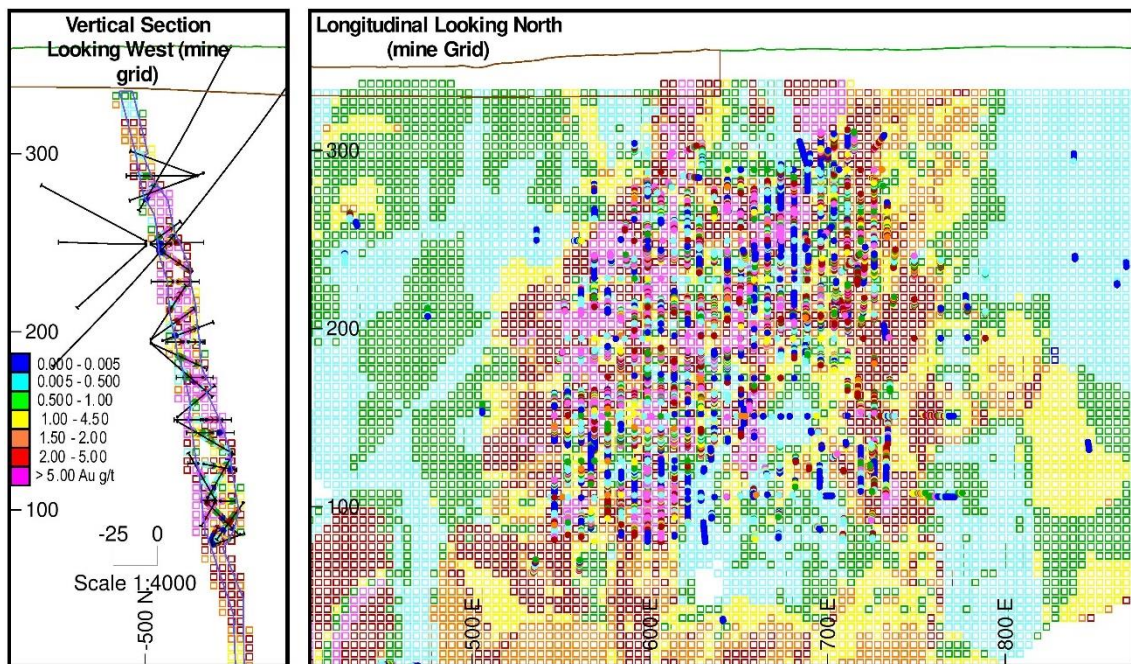 Vertical Section
Looking West (mine
grid)
300
200
0.000 - 0.005
0.005 - 0.500
0.500 - 1.00
1.00 - 4.50
1.50 - 2.00
2.00 - 5.00
> 5.00 Au g/t
100
-25 0
Scale 1:4000
-500 N
Longitudinal Looking North
(mine Grid)
300
200
100
500 E
600 E
700 E
800 E